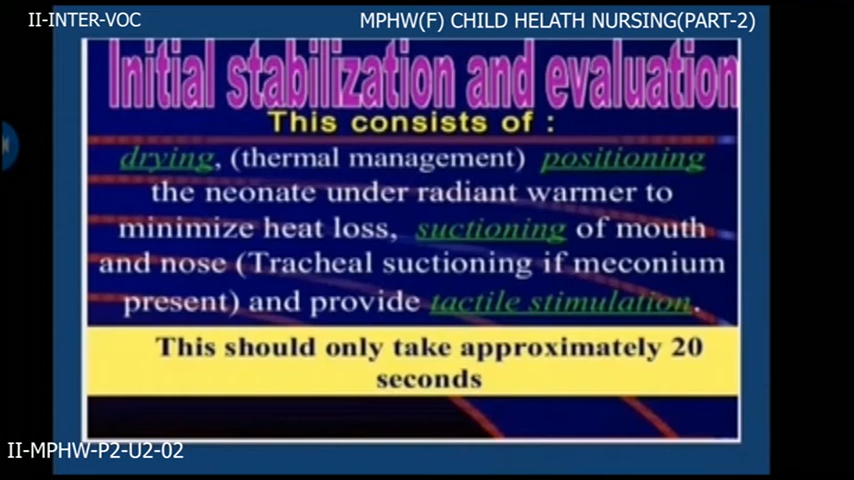 II-INTER-VOC
MPHW(F) CHILD HELATH NURSING(PART-2)
Initial stabilization and evaluation
This consists of :
drying, (thermal management) positioning
the neonate under radiant warmer to
minimize heat loss, suctioning of mouth
and nose (Tracheal suctioning if meconium
present) and provide tactile stimulation.
This should only take approximately 20
seconds
II-MPHW-P2-U2-02